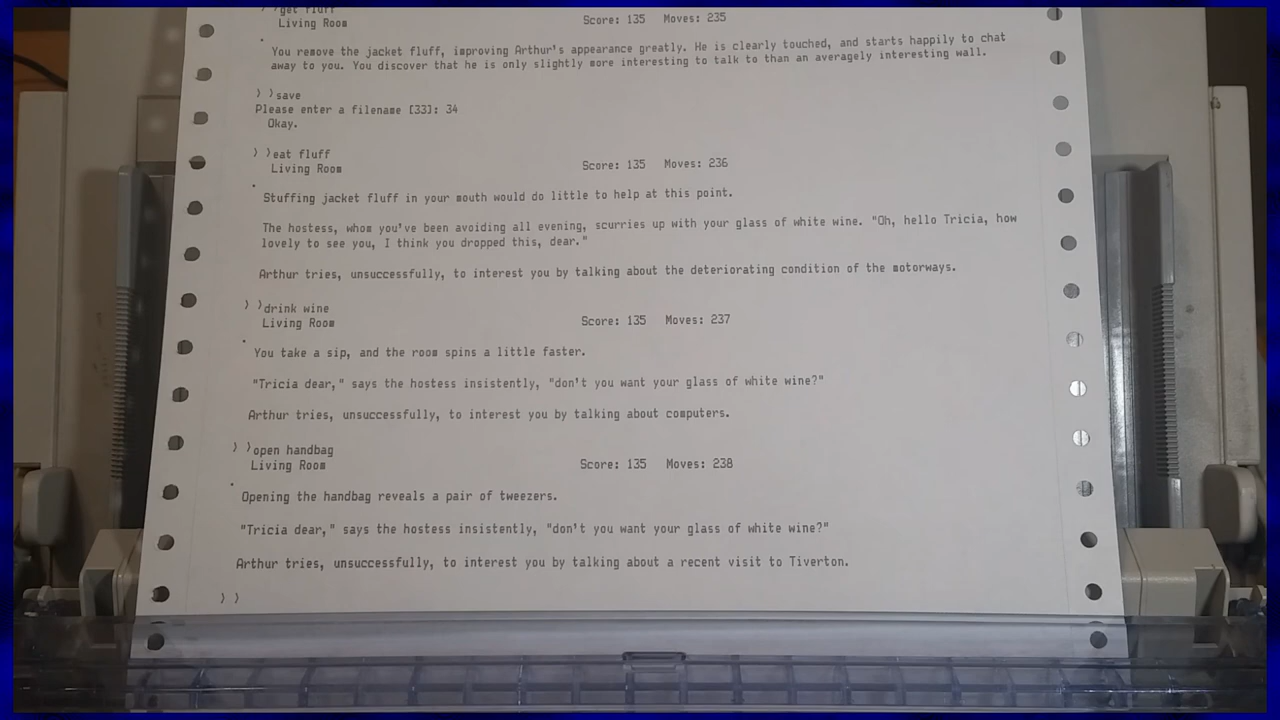 〉 〉get fluff
Living Room Score: 135 Moves: 235
You remove the jacket fluff, improving Arthur's appearance greatly. He is clearly touched, and starts happily to chat
away to you. You discover that he is only slightly more interesting to talk to than an averagely interesting wall.
〉 〉save
Please enter a filename [33]: 34
Okay.
〉 〉eat fluff
Living Room Score: 135 Moves: 236
Stuffing jacket fluff in your mouth would do little to help at this point.
The hostess, whom you've been avoiding all evening, scurries up with your glass of white wine. "Oh, hello Tricia, how
lovely to see you, I think you dropped this, dear."
Arthur tries, unsuccessfully, to interest you by talking about the deteriorating condition of the motorways.
〉 〉drink wine
Living Room Score: 135 Moves: 237
You take a sip, and the room spins a little faster.
"Tricia dear," says the hostess insistently, "don't you want your glass of white wine?"
Arthur tries, unsuccessfully, to interest you by talking about computers.
〉 〉open handbag
Living Room Score: 135 Moves: 238
Opening the handbag reveals a pair of tweezers.
"Tricia dear," says the hostess insistently, "don't you want your glass of white wine?"
Arthur tries, unsuccessfully, to interest you by talking about a recent visit to Tiverton.
〉 〉